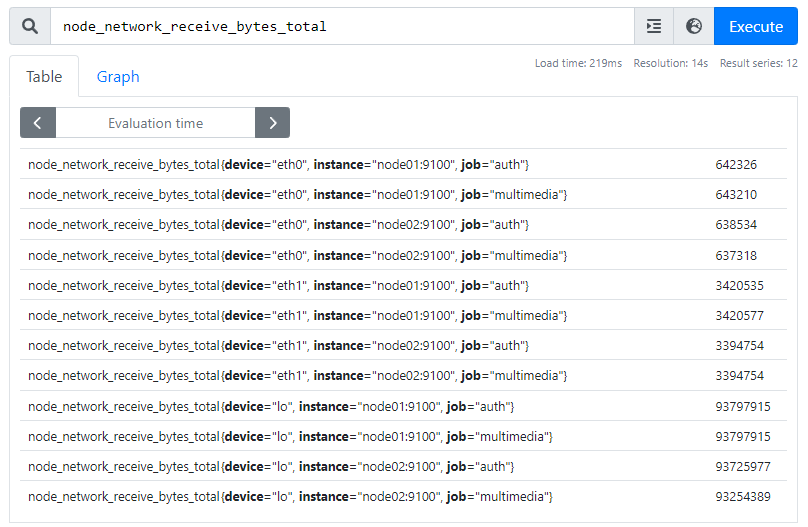 node_network_receive_bytes_total Execute
Load time: 219ms Resolution: 14s Result series: 12
Table Graph
Evaluation time
node_network_receive_bytes_total{device="eth0", instance="node01:9100", job="auth"} 642326
node_network_receive_bytes_total{device="eth0", instance="node01:9100", job="multimedia"} 643210
node_network_receive_bytes_total{device="eth0", instance="node02:9100", job="auth"} 638534
node_network_receive_bytes_total{device="eth0", instance="node02:9100", job="multimedia"} 637318
node_network_receive_bytes_total{device="eth1", instance="node01:9100", job="auth"} 3420535
node_network_receive_bytes_total{device="eth1", instance="node01:9100", job="multimedia"} 3420577
node_network_receive_bytes_total{device="eth1", instance="node02:9100", job="auth"} 3394754
node_network_receive_bytes_total{device="eth1", instance="node02:9100", job="multimedia"} 3394754
node_network_receive_bytes_total{device="lo", instance="node01:9100", job="auth"} 93797915
node_network_receive_bytes_total{device="lo", instance="node01:9100", job="multimedia"} 93797915
node_network_receive_bytes_total{device="lo", instance="node02:9100", job="auth"} 93725977
node_network_receive_bytes_total{device="lo", instance="node02:9100", job="multimedia"} 93254389